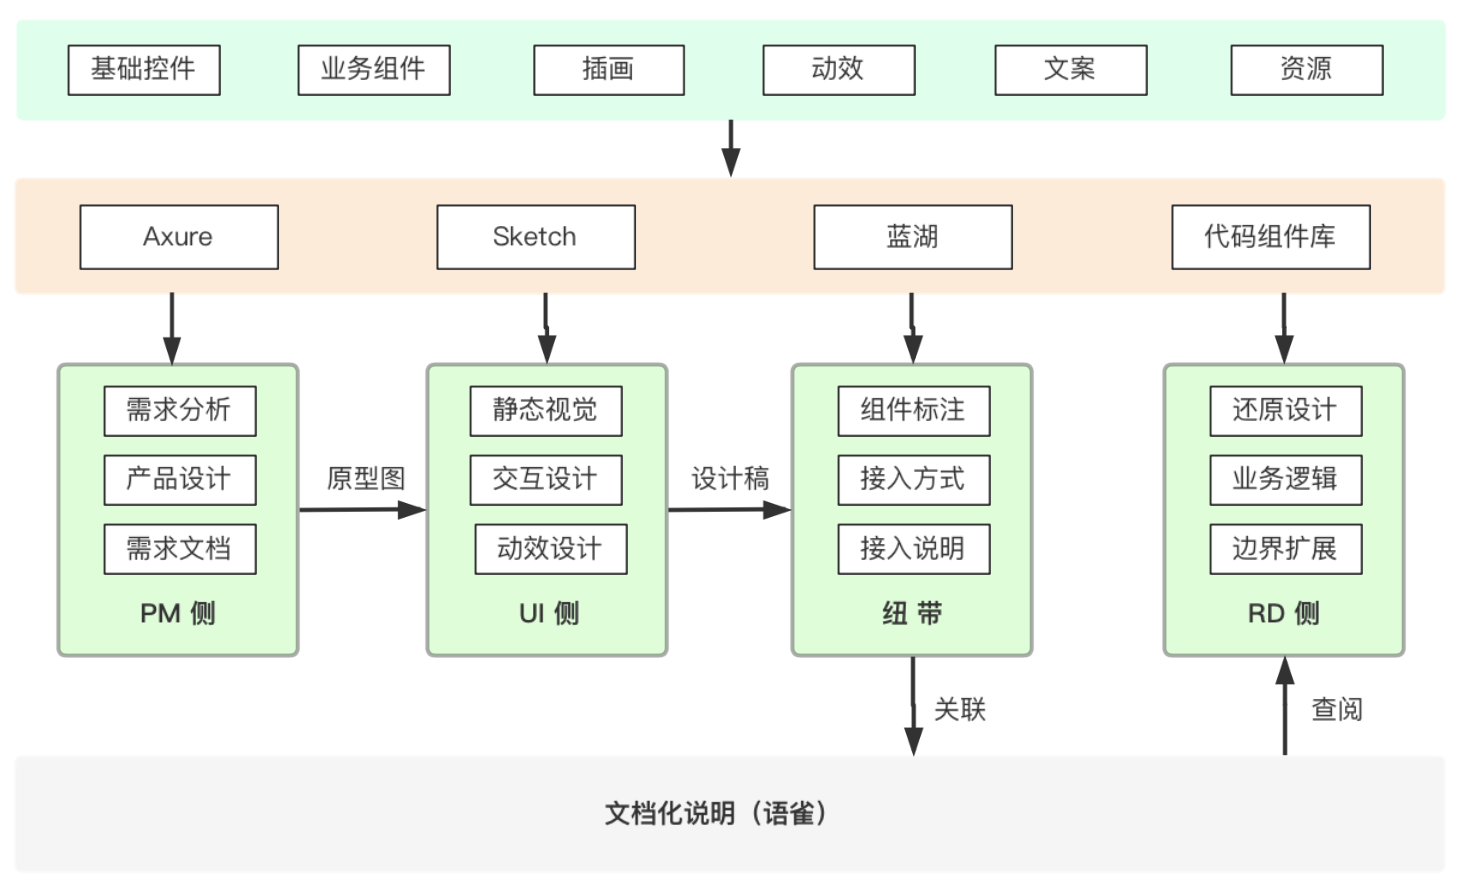 基础控件
业务组件
插画
动效
文案
资源
Axure
Sketch
蓝湖
代码组件库
需求分析
产品设计
需求文档
PM 侧
原型图
静态视觉
交互设计
动效设计
UI 侧
设计稿
组件标注
接入方式
接入说明
纽 带
还原设计
业务逻辑
边界扩展
RD 侧
关联
查阅
文档化说明（语雀）